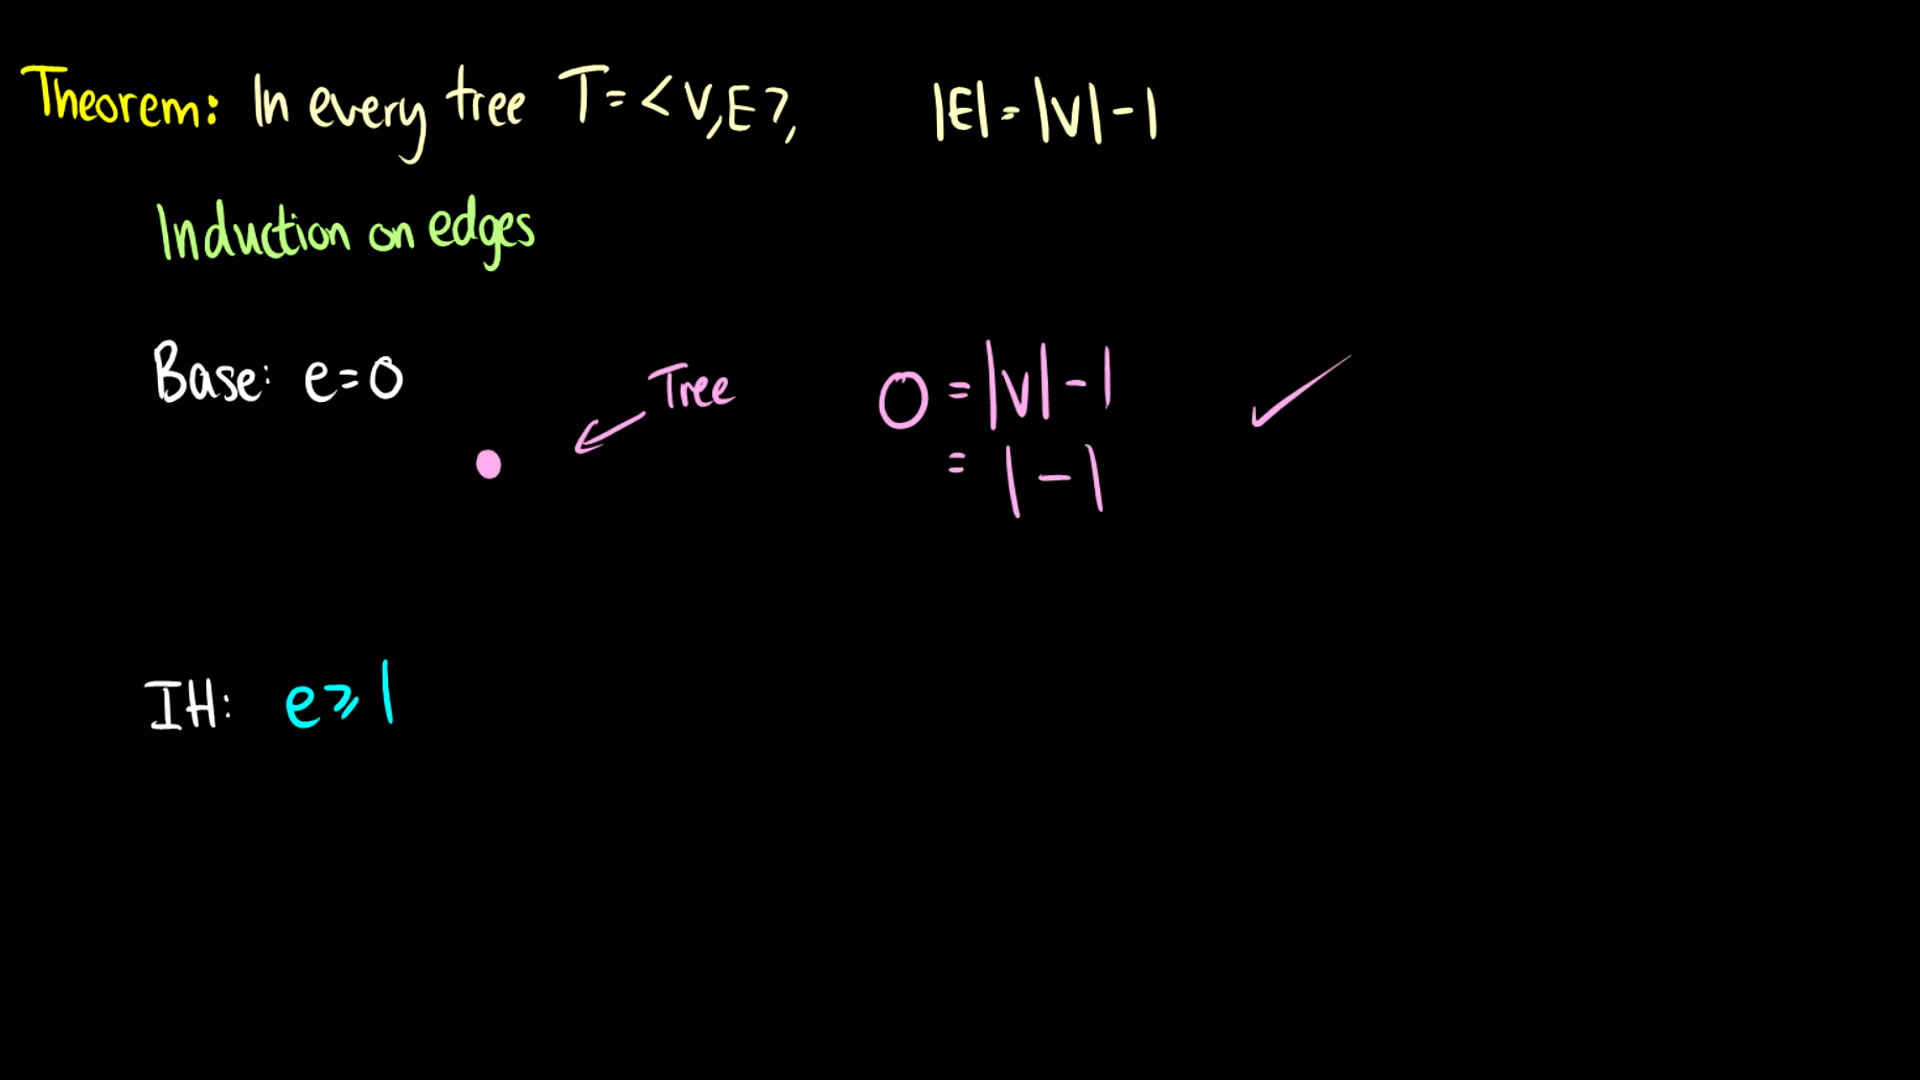 Theorem: In every tree T = <V,E>, |E| = |V| - 1
Induction on edges
Base: e=0
Tree
0 = |V| - 1
= 1 - 1
IH: e ⩾ 1